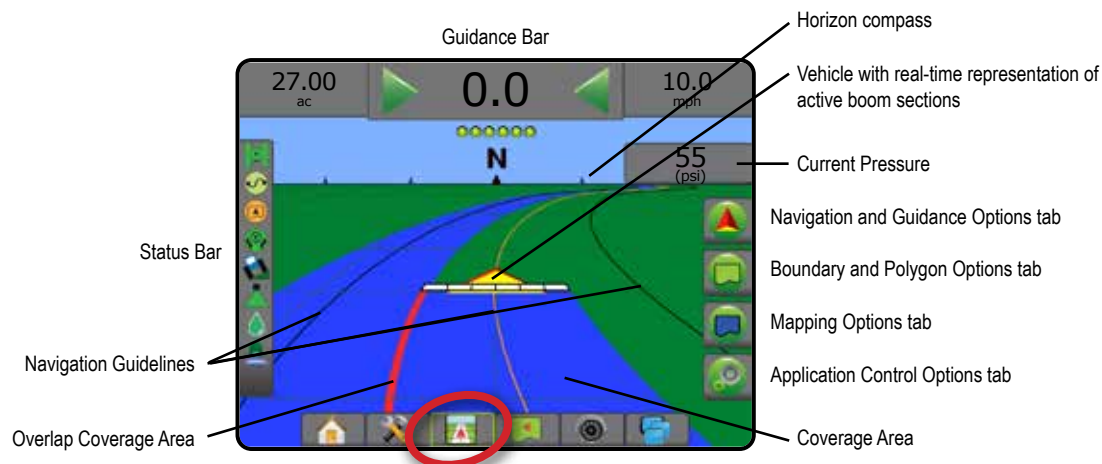 Guidance Bar
Horizon compass
Vehicle with real-time representation of
active boom sections
27.00
ac
0.0
10.0
mph
N
55
(psi)
Current Pressure
Navigation and Guidance Options tab
Status Bar
Boundary and Polygon Options tab
Mapping Options tab
Navigation Guidelines
Application Control Options tab
Overlap Coverage Area
Coverage Area